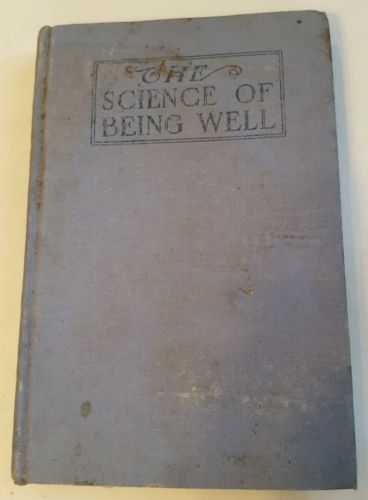 THE
SCIENCE OF
BEING WELL